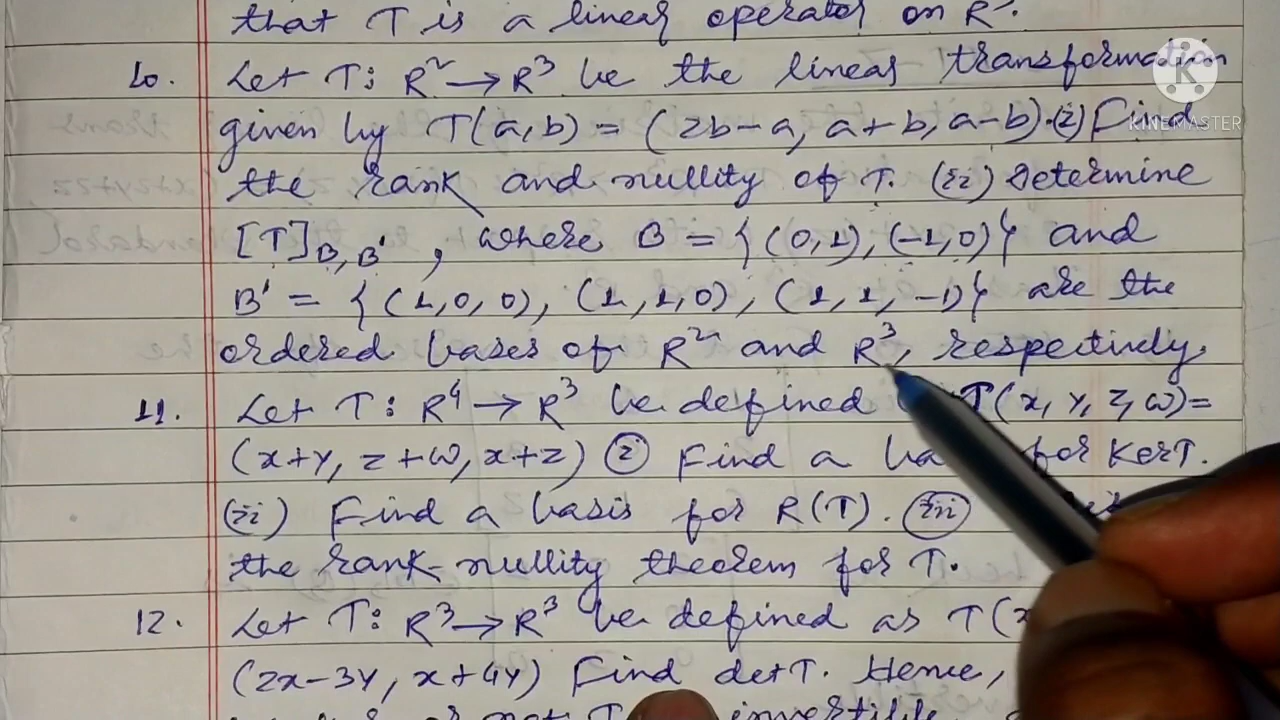 that T is a linear operator on R².
10. Let T: R² → R³ be the linear transformation
given by T(a,b) = (2b-a, a+b, a-b). (i) Find
KINEMASTER
the rank and nullity of T. (ii) Determine
[T]B,B', where B = {(0,1), (-1,0)} and
B' = {(1,0,0), (1,1,0), (1,1,-1)} are the
ordered bases of R² and R³, respectively.
11. Let T: R⁴ → R³ be defined T(x,y,z,w)=
(x+y, z+w, x+z) (i) Find a for KerT.
(ii) Find a basis for R(T). (iii)
the rank-nullity theorem for T.
12. Let T: R³ → R³ be defined as T(
(2x-3y, x+4y) Find det T. Hence,
or not T invertible